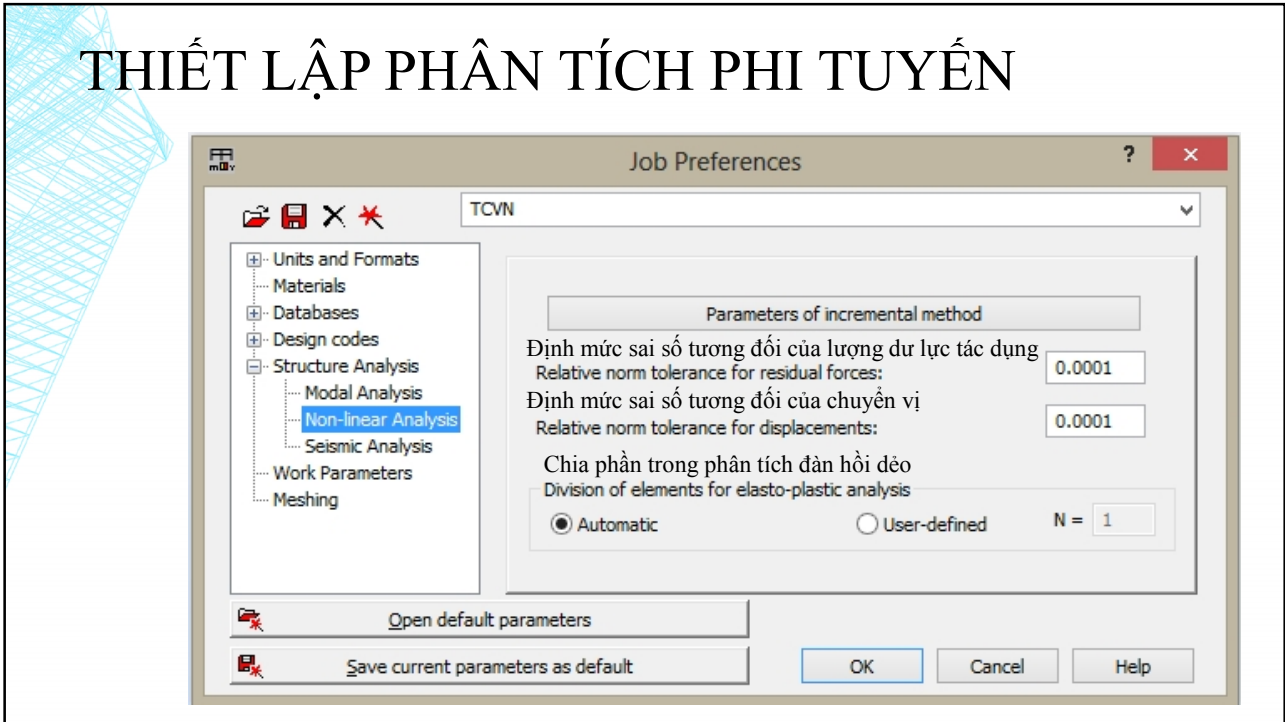 THIẾT LẬP PHÂN TÍCH PHI TUYẾN
Job Preferences
?
TCVN
Units and Formats
Materials
Databases
Design codes
Structure Analysis
Modal Analysis
Non-linear Analysis
Seismic Analysis
Work Parameters
Meshing
Parameters of incremental method
Định mức sai số tương đối của lượng dư lực tác dụng
Relative norm tolerance for residual forces: 0.0001
Định mức sai số tương đối của chuyển vị
Relative norm tolerance for displacements: 0.0001
Chia phần trong phân tích đàn hồi dẻo
Division of elements for elasto-plastic analysis
Automatic User-defined N = 1
Open default parameters
Save current parameters as default
OK Cancel Help